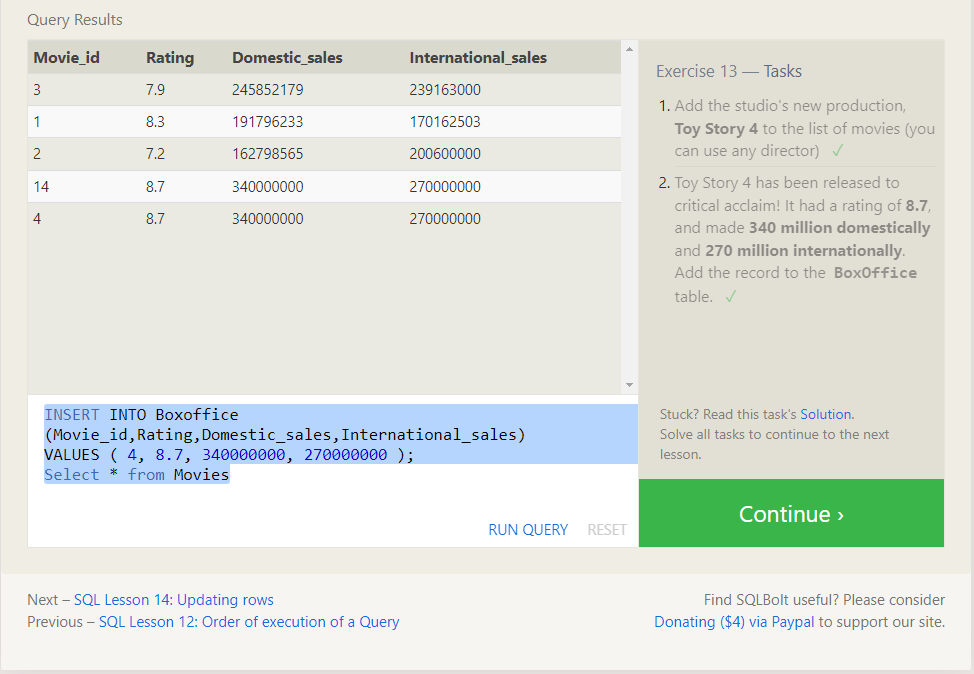 Query Results
Movie_id Rating Domestic_sales International_sales
3 7.9 245852179 239163000
1 8.3 191796233 170162503
2 7.2 162798565 200600000
14 8.7 340000000 270000000
4 8.7 340000000 270000000
INSERT INTO Boxoffice
(Movie_id,Rating,Domestic_sales,International_sales)
VALUES ( 4, 8.7, 340000000, 270000000 );
Select * from Movies
RUN QUERY RESET
Exercise 13 — Tasks
1. Add the studio's new production,
Toy Story 4 to the list of movies (you
can use any director) ✓
2. Toy Story 4 has been released to
critical acclaim! It had a rating of 8.7,
and made 340 million domestically
and 270 million internationally.
Add the record to the BoxOffice
table. ✓
Stuck? Read this task's Solution.
Solve all tasks to continue to the next
lesson.
Continue ›
Next – SQL Lesson 14: Updating rows
Previous – SQL Lesson 12: Order of execution of a Query
Find SQLBolt useful? Please consider
Donating ($4) via Paypal to support our site.